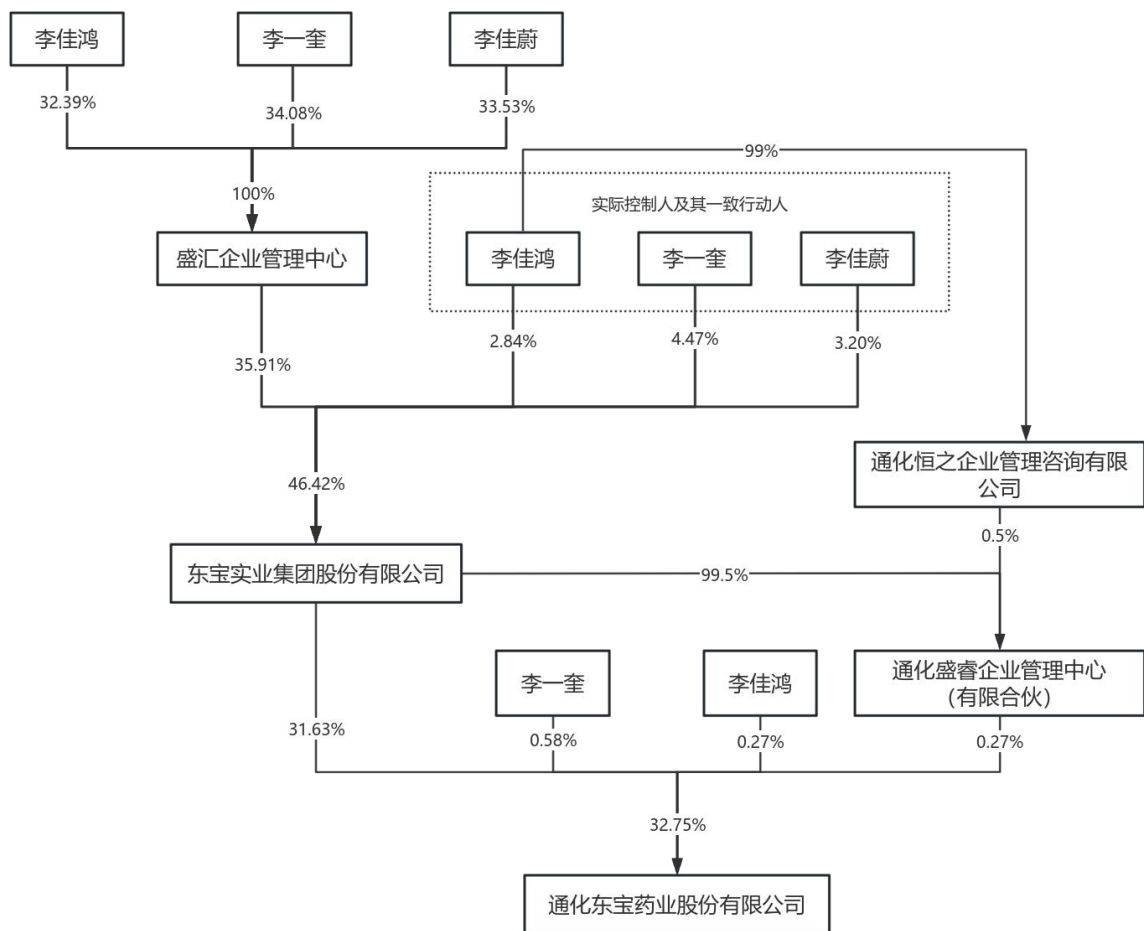 李佳鸿
李一奎
李佳蔚
32.39%
34.08%
33.53%
99%
100%
实际控制人及其一致行动人
盛汇企业管理中心
李佳鸿
李一奎
李佳蔚
2.84%
4.47%
3.20%
35.91%
通化恒之企业管理咨询有限
公司
46.42%
0.5%
东宝实业集团股份有限公司
99.5%
李一奎
李佳鸿
通化盛睿企业管理中心
（有限合伙）
31.63%
0.58%
0.27%
0.27%
32.75%
通化东宝药业股份有限公司